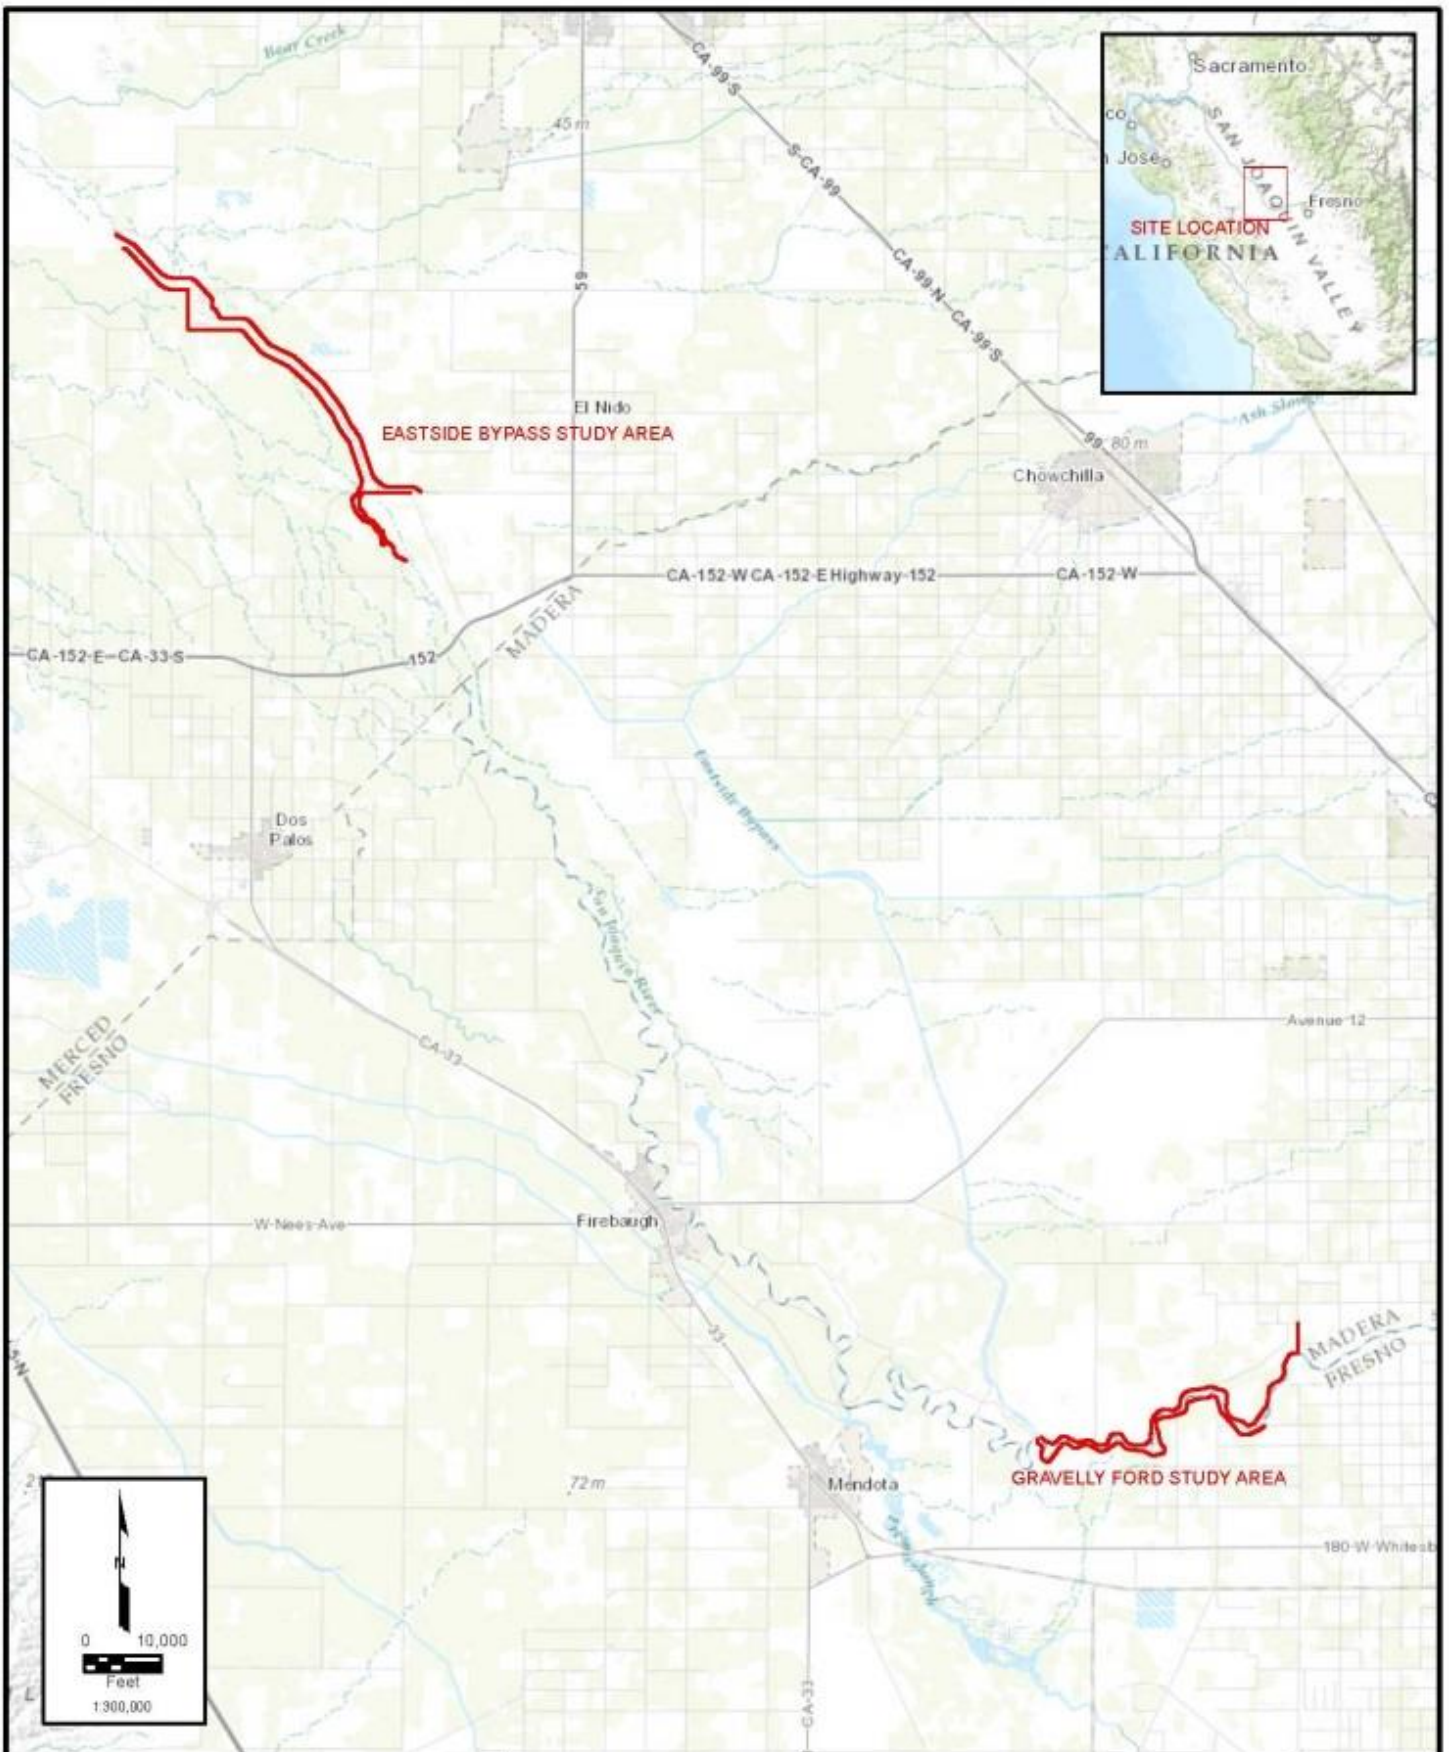 Bear Creek
CA-99-S
Sacramento
SAN JOAQUIN VALLEY
CO
Jose
Fresno
SITE LOCATION
CALIFORNIA
45 m
S-CA-99
59
CA-99-N-CA-99-S
El Nido
EASTSIDE BYPASS STUDY AREA
Ash Slough
99
80 m
Chowchilla
CA-152-W CA-152-E Highway-152
CA-152-W
MADERA
CA-152-E-CA-33-S
152
Eastside Bypass
Dos
Palos
San Joaquin River
MERCED
FRESNO
CA-33
Avenue 12
W Nees Ave
Firebaugh
33
5-N
MADERA
FRESNO
GRAVELLY FORD STUDY AREA
72 m
Mendota
180-W-Whitesb
N
0 10,000
Feet
1:300,000
CA-33